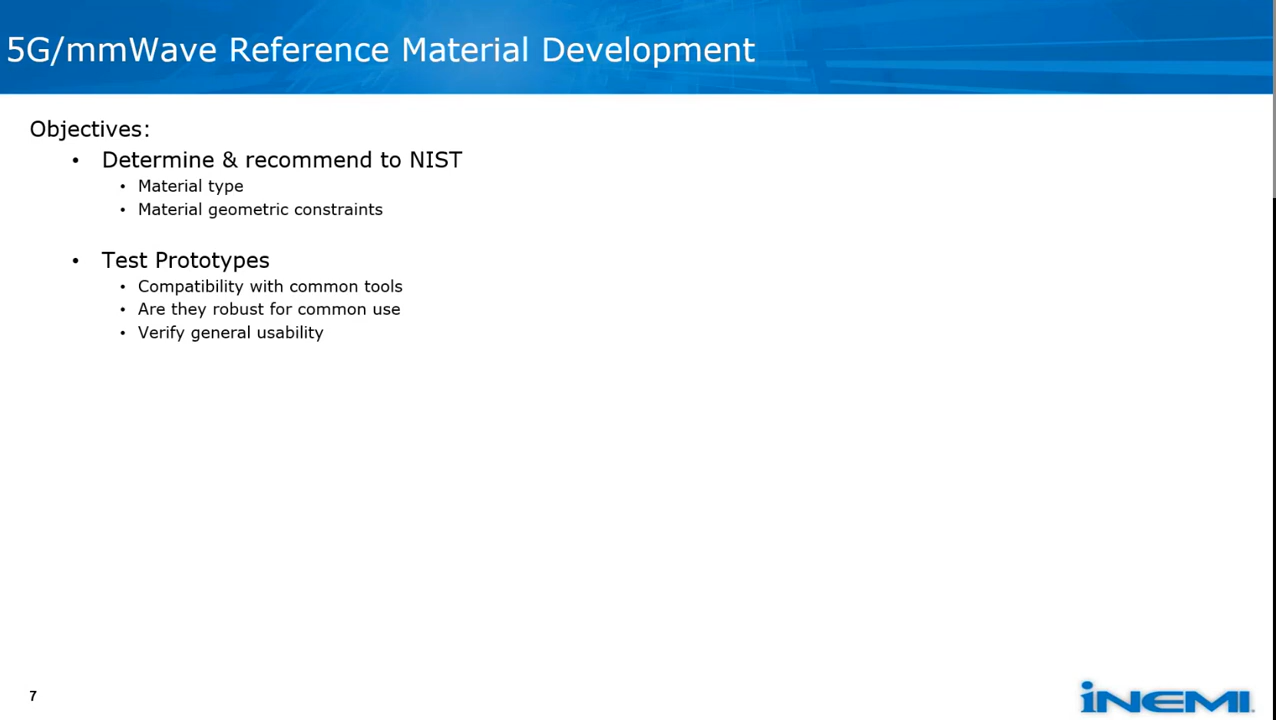 5G/mmWave Reference Material Development
Objectives:
• Determine & recommend to NIST
• Material type
• Material geometric constraints
• Test Prototypes
• Compatibility with common tools
• Are they robust for common use
• Verify general usability
7
iNEMI